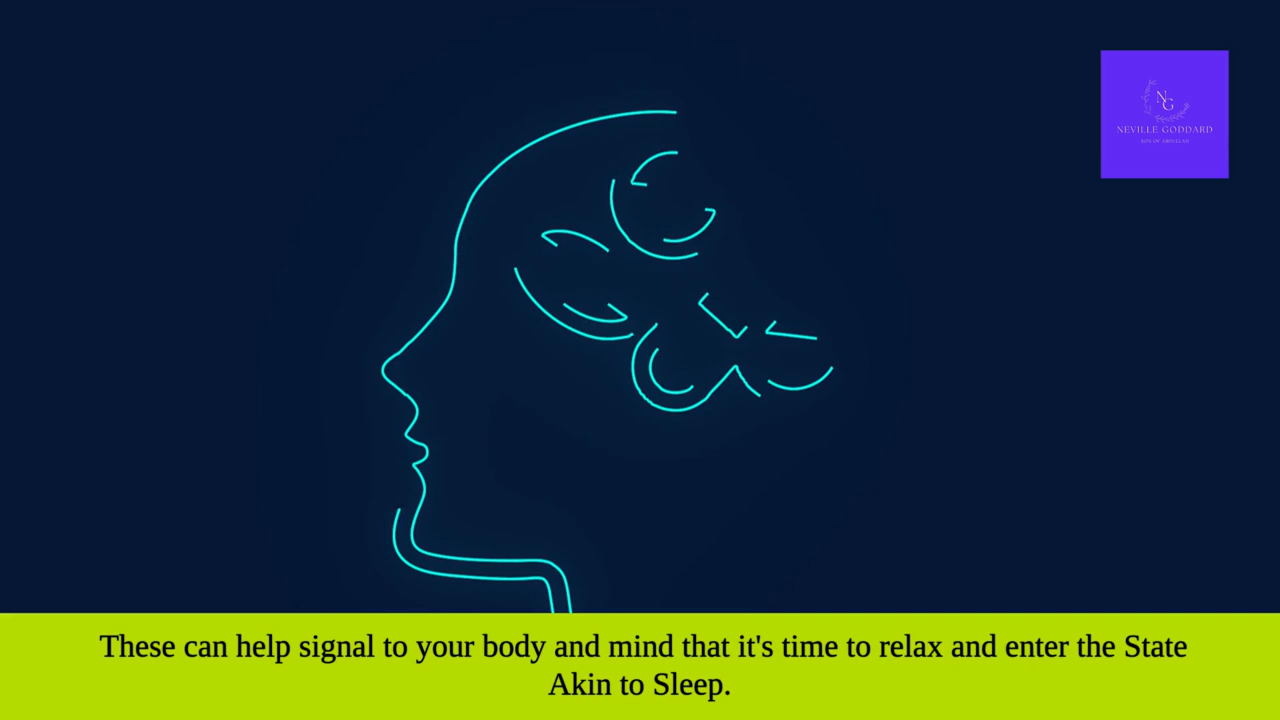 NG
NEVILLE GODDARD
These can help signal to your body and mind that it's time to relax and enter the State
Akin to Sleep.